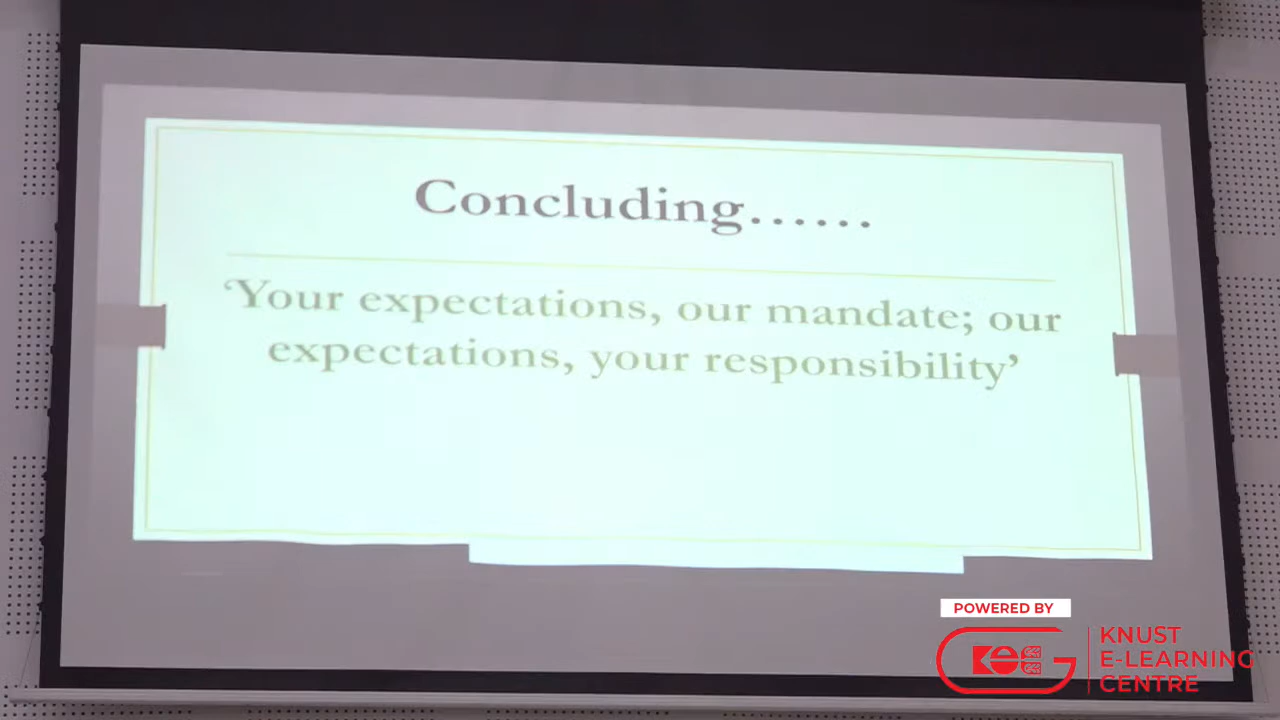 Concluding......
‘Your expectations, our mandate; our
expectations, your responsibility’
POWERED BY
KNUST
E-LEARNING
CENTRE